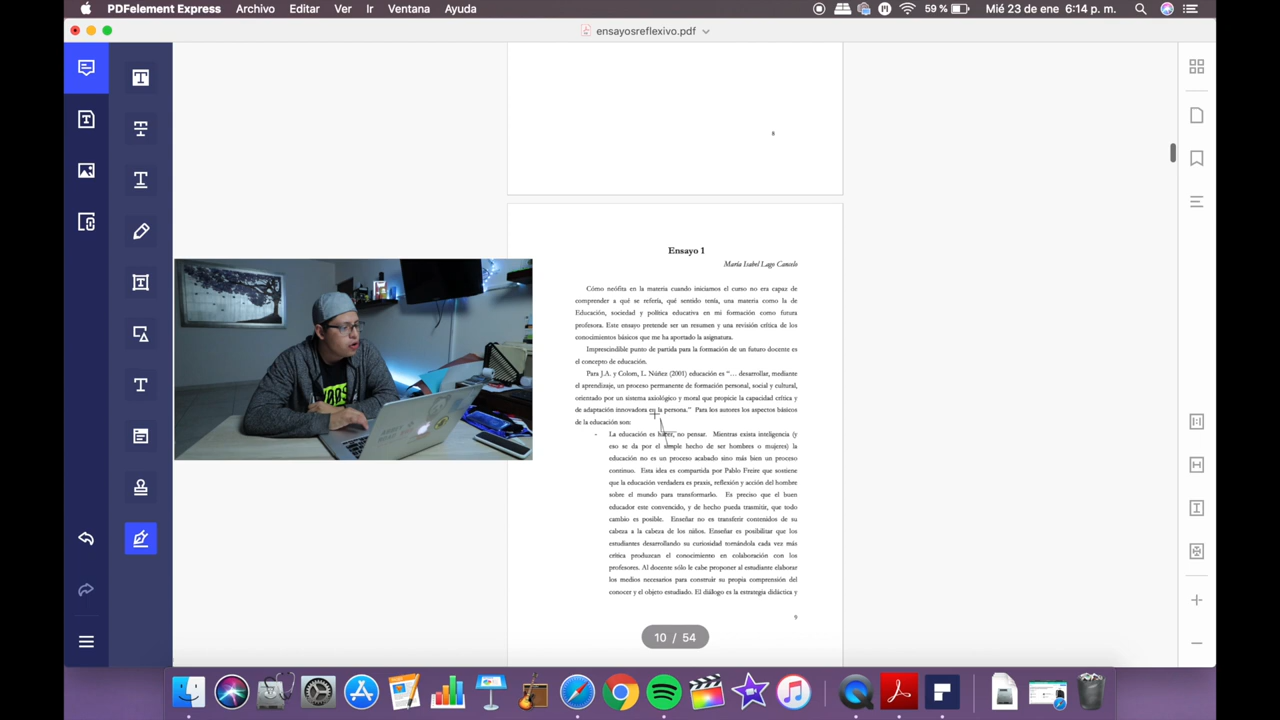 PDFelement Express Archivo Editar Ver Ir Ventana Ayuda 59 % Mié 23 de ene 6:14 p. m.
ensayosreflexivo.pdf
8
Ensayo 1
María Isabel Lago Cancelo
Cómo neófita en la materia cuando iniciamos el curso no era capaz de
comprender a qué se refería, qué sentido tenía, una materia como la de
Educación, sociedad y política educativa en mi formación como futura
profesora. Este ensayo pretende ser un resumen y una revisión crítica de los
conocimientos básicos que me ha aportado la asignatura.
Imprescindible punto de partida para la formación de un futuro docente es
el concepto de educación.
Para J.A. y Colom, L. Núñez (2001) educación es “… desarrollar, mediante
el aprendizaje, un proceso permanente de formación personal, social y cultural,
orientado por un sistema axiológico y moral que propicie la capacidad crítica y
de adaptación innovadora en la persona.” Para los autores los aspectos básicos
de la educación son:
- La educación es hacer, no pensar. Mientras exista inteligencia (y
eso se da por el simple hecho de ser hombres o mujeres) la
educación no es un proceso acabado sino más bien un proceso
continuo. Esta idea es compartida por Pablo Freire que sostiene
que la educación verdadera es praxis, reflexión y acción del hombre
sobre el mundo para transformarlo. Es preciso que el buen
educador este convencido, y de hecho pueda trasmitir, que todo
cambio es posible. Enseñar no es transferir contenidos de su
cabeza a la cabeza de los niños. Enseñar es posibilitar que los
estudiantes desarrollando su curiosidad tornándola cada vez más
crítica produzcan el conocimiento en colaboración con los
profesores. Al docente sólo le cabe proponer al estudiante elaborar
los medios necesarios para construir su propia comprensión del
conocer y el objeto estudiado. El diálogo es la estrategia didáctica y
9
10 / 54